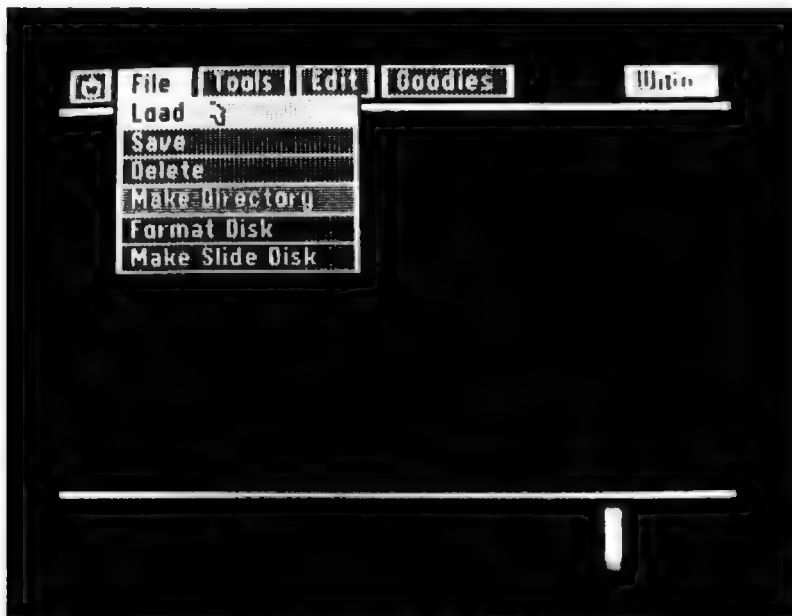 File Tools Edit Goodies
Load
Save
Delete
Make Directory
Format Disk
Make Slide Disk